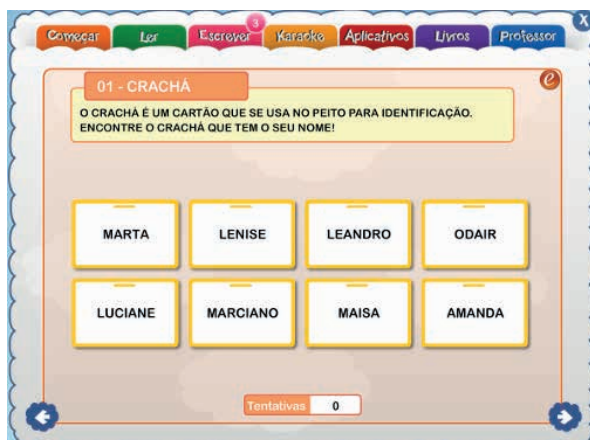 3
X
Começar Ler Escrever Karaoke Aplicativos Livros Professor
e
01 - CRACHÁ
O CRACHÁ É UM CARTÃO QUE SE USA NO PEITO PARA IDENTIFICAÇÃO.
ENCONTRE O CRACHÁ QUE TEM O SEU NOME!
MARTA LENISE LEANDRO ODAIR
LUCIANE MARCIANO MAISA AMANDA
Tentativas 0